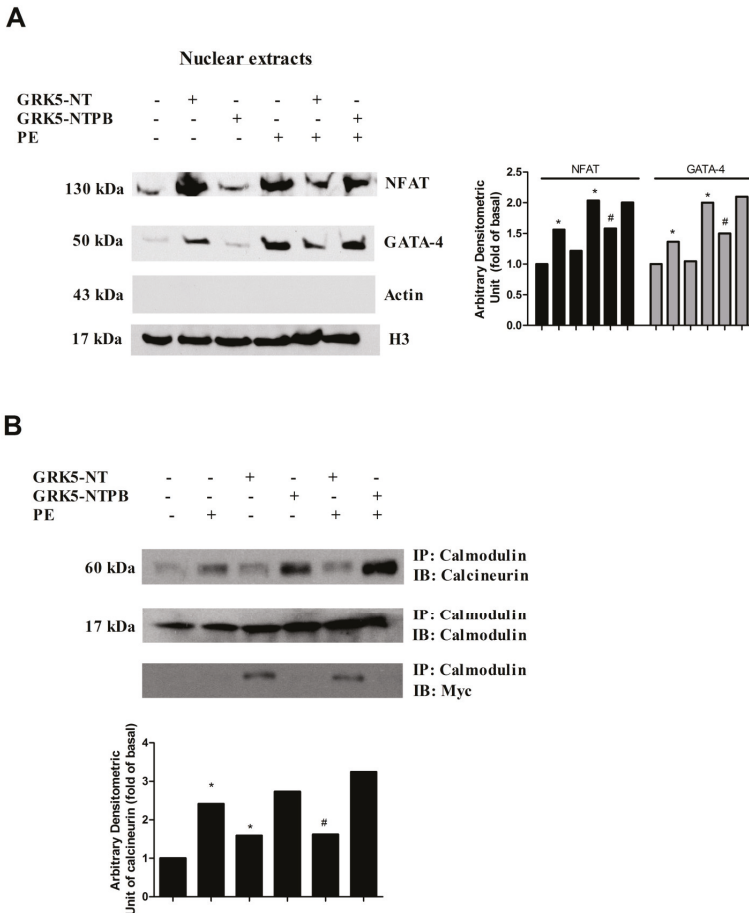 A
Nuclear extracts
GRK5-NT - + - - + -
GRK5-NTPB - - + - - +
PE - - - + + +
130 kDa NFAT
50 kDa GATA-4
43 kDa Actin
17 kDa H3
NFAT GATA-4
Arbitrary Densitometric
Unit (fold of basal)
2.5
2.0
1.5
1.0
0.5
0.0
* * # * * #
B
GRK5-NT - - + - + -
GRK5-NTPB - - - + - +
PE - + - - + +
60 kDa
IP: Calmodulin
IB: Calcineurin
17 kDa
IP: Calmodulin
IB: Calmodulin
IP: Calmodulin
IB: Myc
Arbitrary Densitometric
Unit of calcineurin (fold of basal)
4
3
2
1
0
* * #